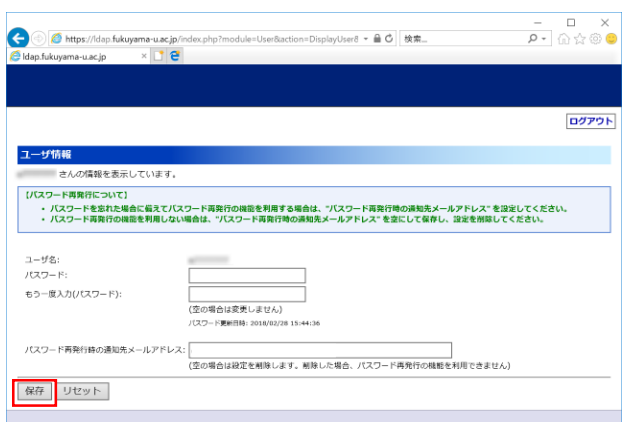 https://ldap.fukuyama-u.ac.jp/index.php?module=User&action=DisplayUserE
検索...
ldap.fukuyama-u.ac.jp
ログアウト
ユーザ情報
さんの情報を表示しています。
【パスワード再発行について】
• パスワードを忘れた場合に備えてパスワード再発行の機能を利用する場合は、"パスワード再発行時の通知先メールアドレス" を設定してください。
• パスワード再発行の機能を利用しない場合は、"パスワード再発行時の通知先メールアドレス" を空にして保存し、設定を削除してください。
ユーザ名:
パスワード:
もう一度入力(パスワード):
(空の場合は変更しません)
パスワード更新日時: 2018/02/28 15:44:36
パスワード再発行時の通知先メールアドレス:
(空の場合は設定を削除します。削除した場合、パスワード再発行の機能を利用できません)
保存 リセット